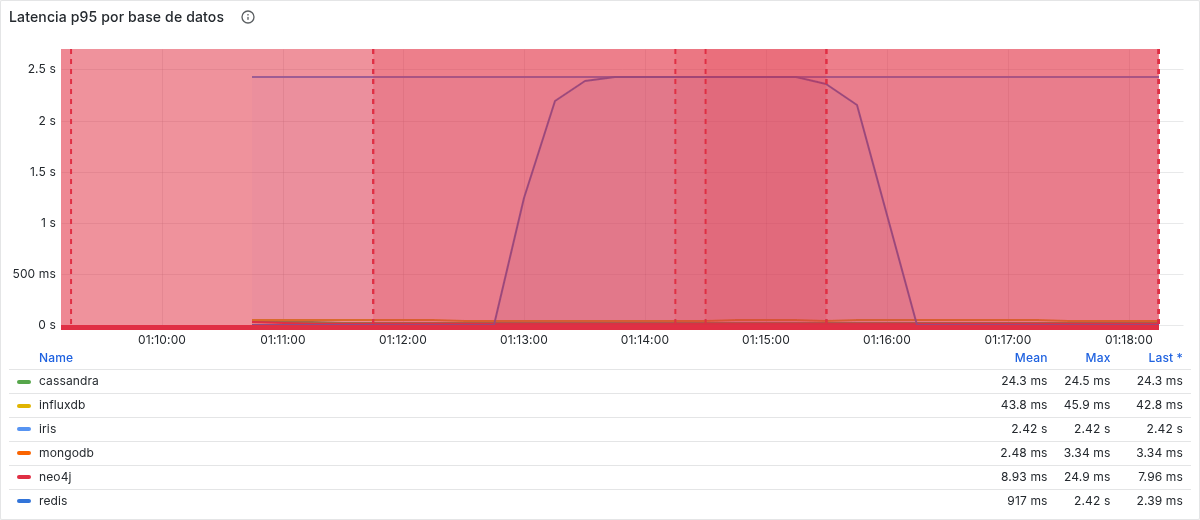 Latencia p95 por base de datos
2.5 s
2 s
1.5 s
1 s
500 ms
0 s
01:10:00 01:11:00 01:12:00 01:13:00 01:14:00 01:15:00 01:16:00 01:17:00 01:18:00
Name Mean Max Last *
cassandra 24.3 ms 24.5 ms 24.3 ms
influxdb 43.8 ms 45.9 ms 42.8 ms
iris 2.42 s 2.42 s 2.42 s
mongodb 2.48 ms 3.34 ms 3.34 ms
neo4j 8.93 ms 24.9 ms 7.96 ms
redis 917 ms 2.42 s 2.39 ms